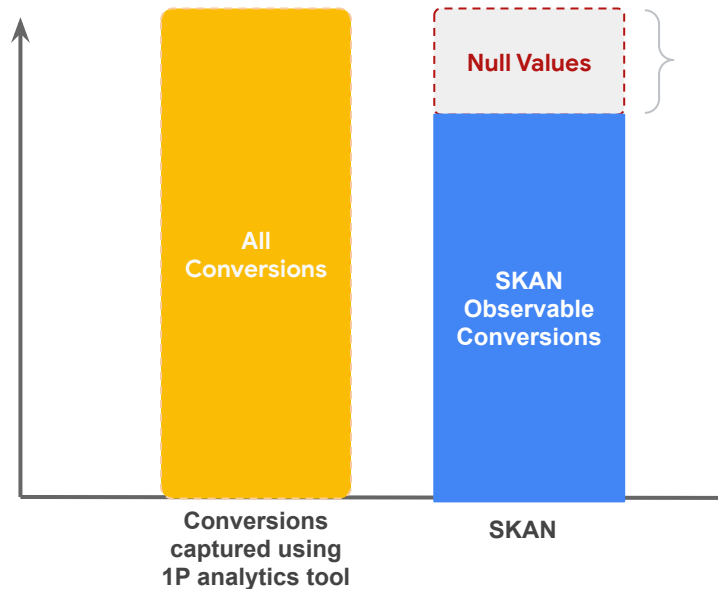 Null Values
All
Conversions
SKAN
Observable
Conversions
Conversions
captured using
1P analytics tool
SKAN